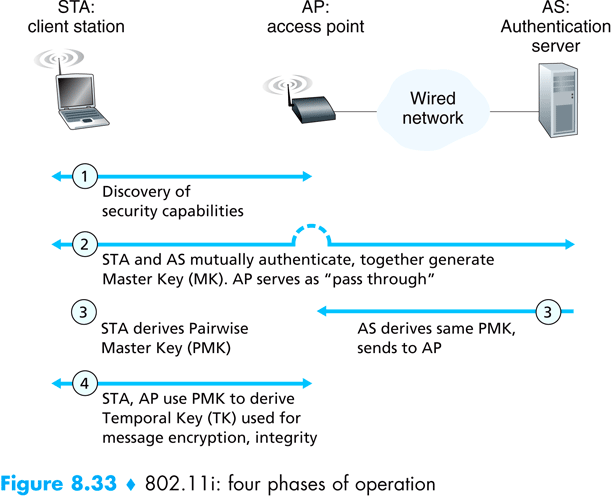 STA:
client station
AP:
access point
AS:
Authentication
server
Wired
network
1
Discovery of
security capabilities
2
STA and AS mutually authenticate, together generate
Master Key (MK). AP serves as “pass through”
3
STA derives Pairwise
Master Key (PMK)
3
AS derives same PMK,
sends to AP
4
STA, AP use PMK to derive
Temporal Key (TK) used for
message encryption, integrity
Figure 8.33 ♦ 802.11i: four phases of operation